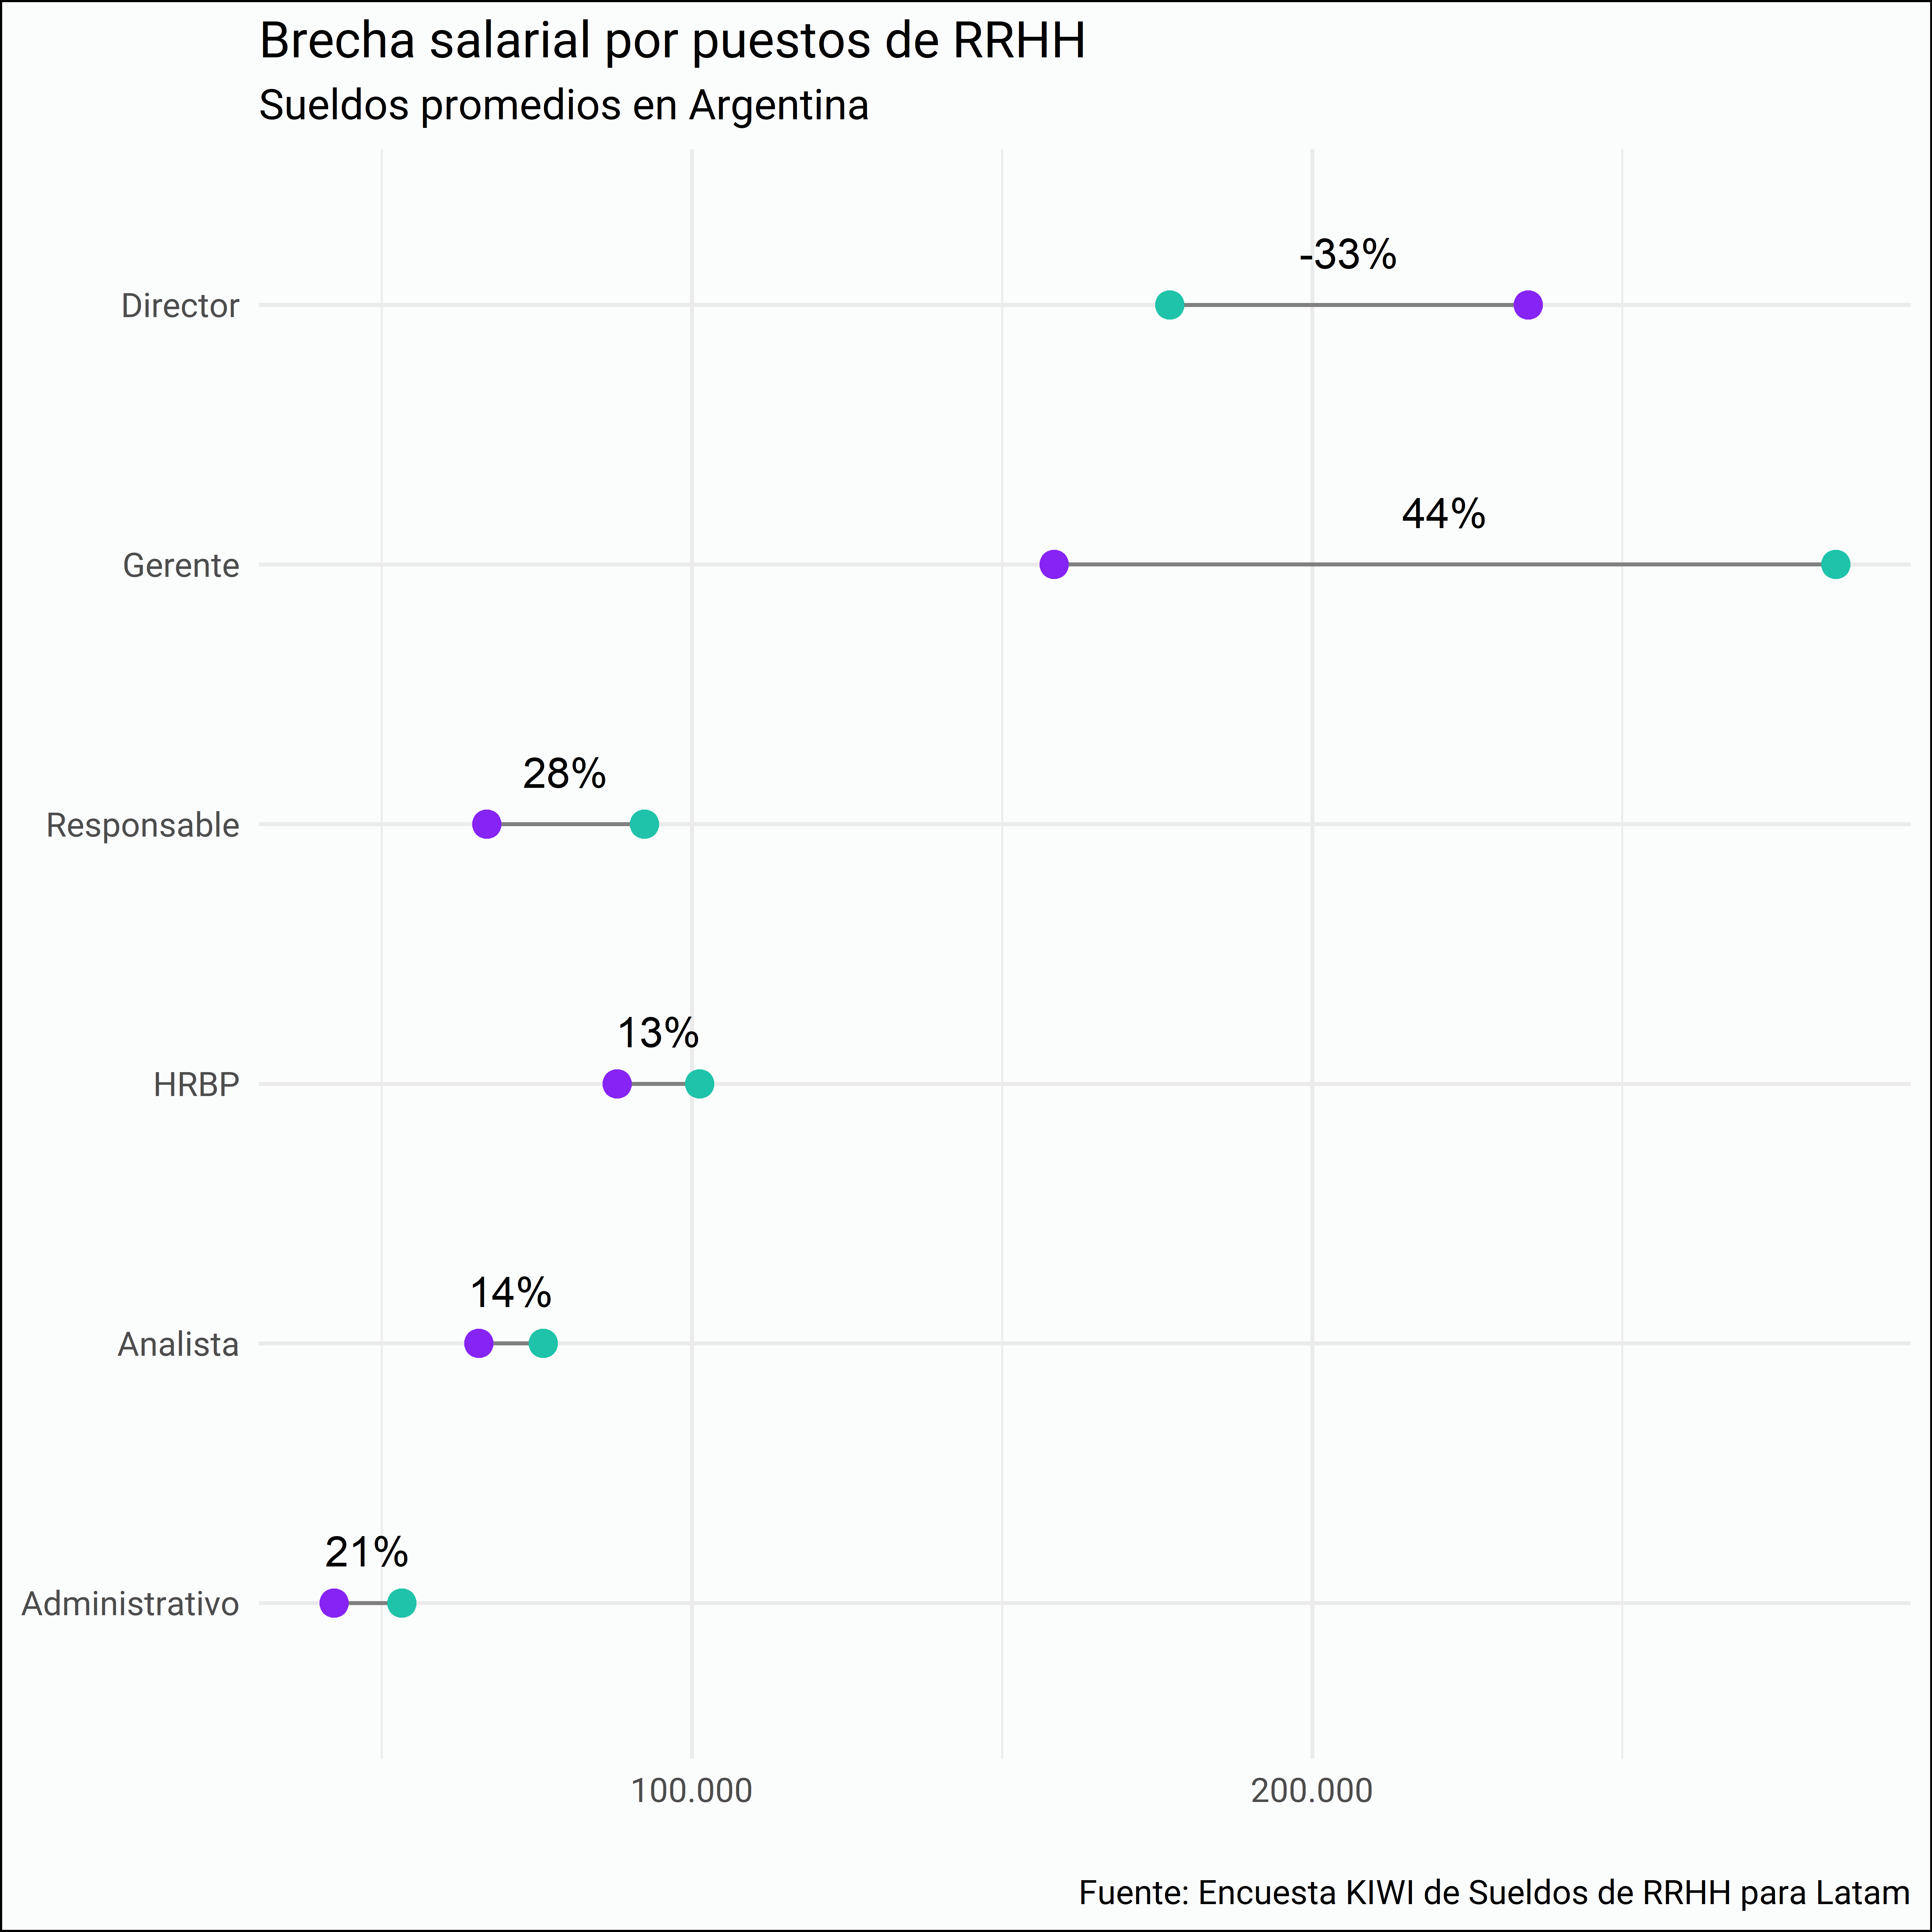 Brecha salarial por puestos de RRHH
Sueldos promedios en Argentina
Director
-33%
Gerente
44%
Responsable
28%
HRBP
13%
Analista
14%
Administrativo
21%
100.000
200.000
Fuente: Encuesta KIWI de Sueldos de RRHH para Latam